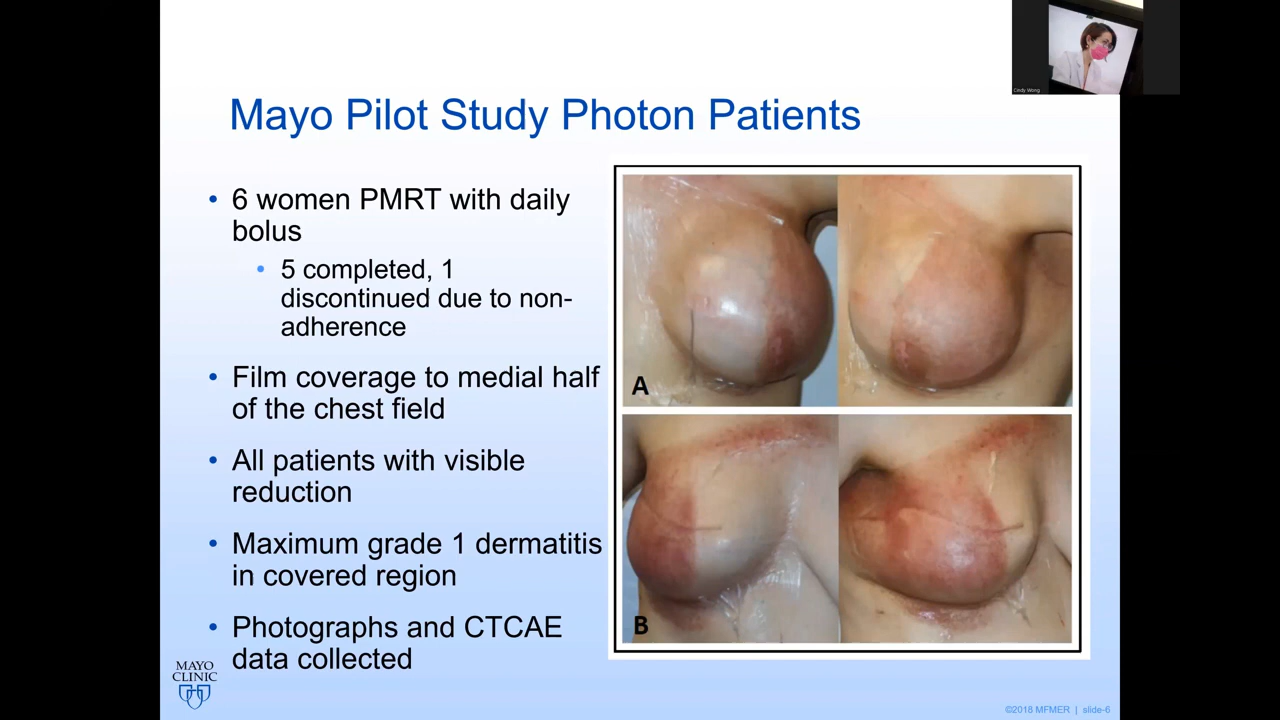 Cindy Wong
Mayo Pilot Study Photon Patients
• 6 women PMRT with daily
bolus
• 5 completed, 1
discontinued due to non-
adherence
• Film coverage to medial half
of the chest field
• All patients with visible
reduction
• Maximum grade 1 dermatitis
in covered region
• Photographs and CTCAE
data collected
A
B
MAYO
CLINIC
©2018 MFMER | slide-6